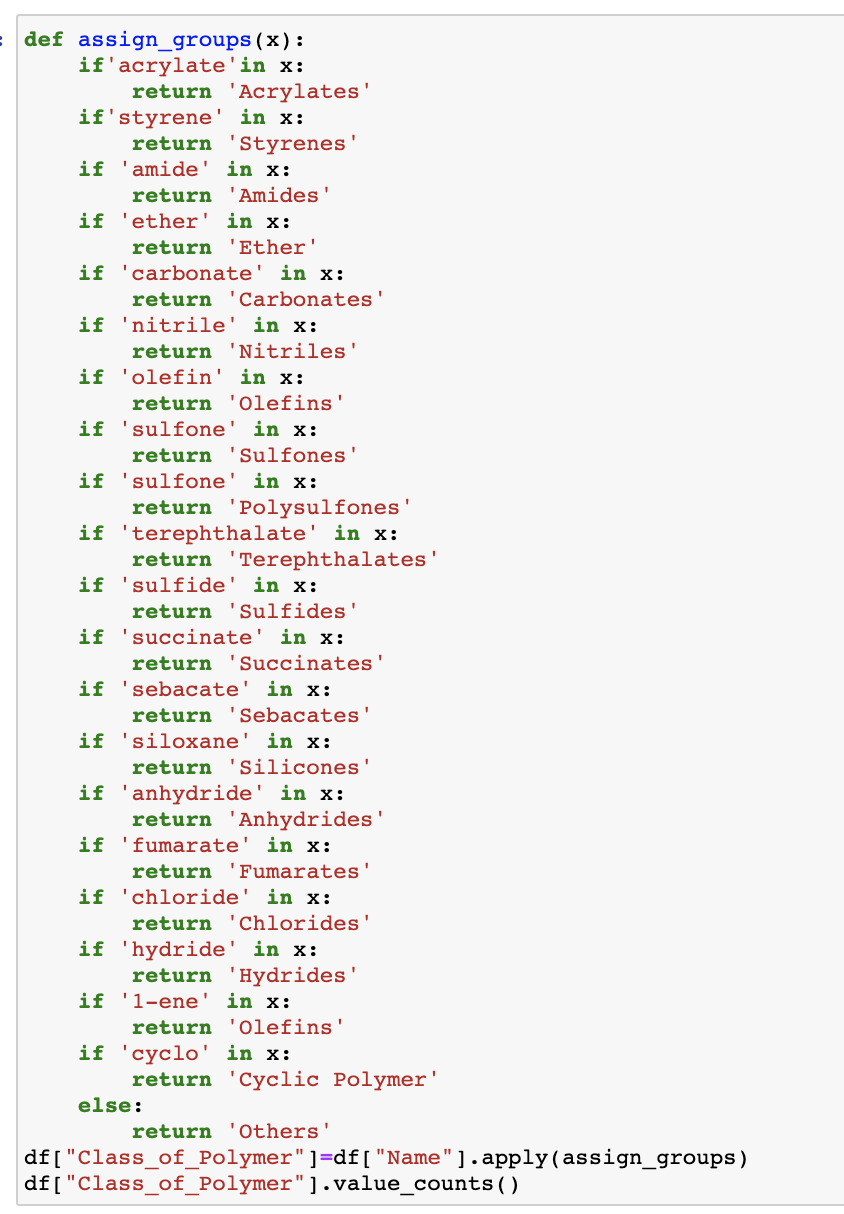 : def assign_groups(x):
    if'acrylate'in x:
        return 'Acrylates'
    if'styrene' in x:
        return 'Styrenes'
    if 'amide' in x:
        return 'Amides'
    if 'ether' in x:
        return 'Ether'
    if 'carbonate' in x:
        return 'Carbonates'
    if 'nitrile' in x:
        return 'Nitriles'
    if 'olefin' in x:
        return 'Olefins'
    if 'sulfone' in x:
        return 'Sulfones'
    if 'sulfone' in x:
        return 'Polysulfones'
    if 'terephthalate' in x:
        return 'Terephthalates'
    if 'sulfide' in x:
        return 'Sulfides'
    if 'succinate' in x:
        return 'Succinates'
    if 'sebacate' in x:
        return 'Sebacates'
    if 'siloxane' in x:
        return 'Silicones'
    if 'anhydride' in x:
        return 'Anhydrides'
    if 'fumarate' in x:
        return 'Fumarates'
    if 'chloride' in x:
        return 'Chlorides'
    if 'hydride' in x:
        return 'Hydrides'
    if '1-ene' in x:
        return 'Olefins'
    if 'cyclo' in x:
        return 'Cyclic Polymer'
    else:
        return 'Others'
df["Class_of_Polymer"]=df["Name"].apply(assign_groups)
df["Class_of_Polymer"].value_counts()